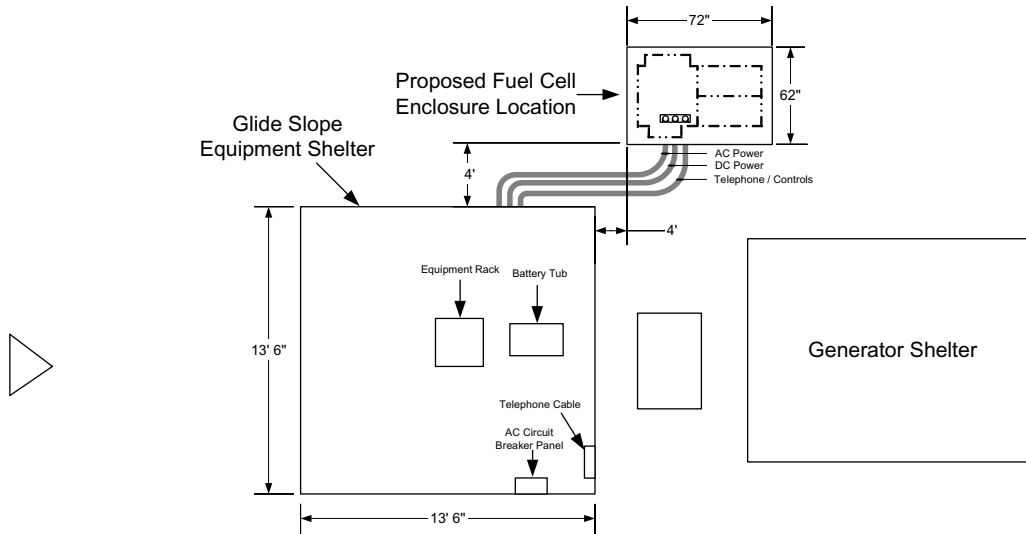 72"
Proposed Fuel Cell
Enclosure Location
62"
Glide Slope
Equipment Shelter
AC Power
DC Power
Telephone / Controls
4'
4'
Equipment Rack
Battery Tub
13' 6"
Generator Shelter
Telephone Cable
AC Circuit
Breaker Panel
13' 6"